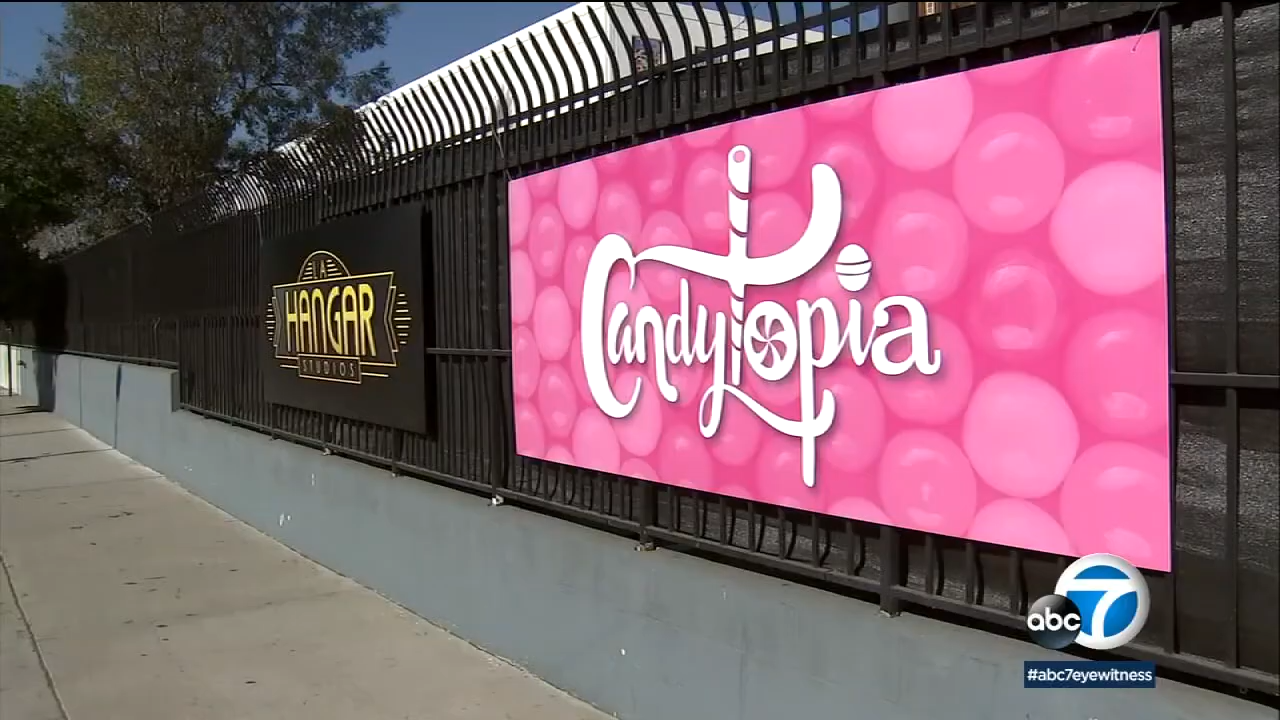 LA
HANGAR
STUDIOS
CandyTopia
abc 7
#abc7eyewitness